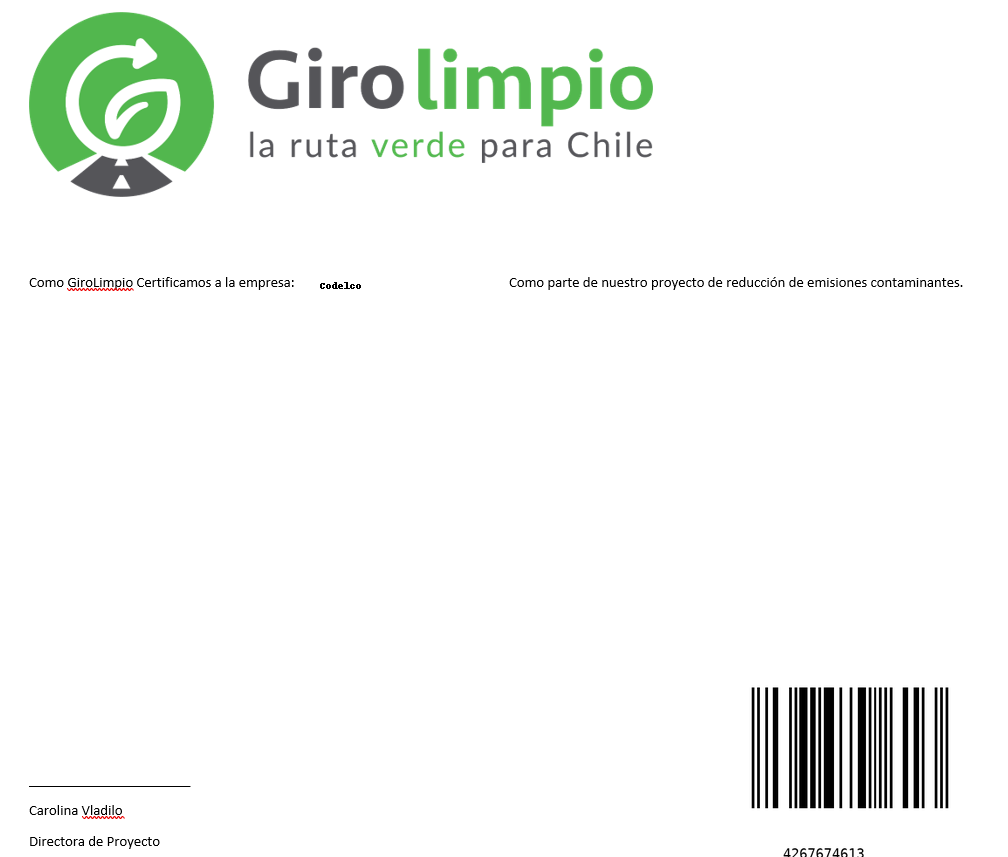 Girolimpio
la ruta verde para Chile
Como GiroLimpio Certificamos a la empresa: Codelco Como parte de nuestro proyecto de reducción de emisiones contaminantes.
Carolina Vladilo
Directora de Proyecto
4267674613